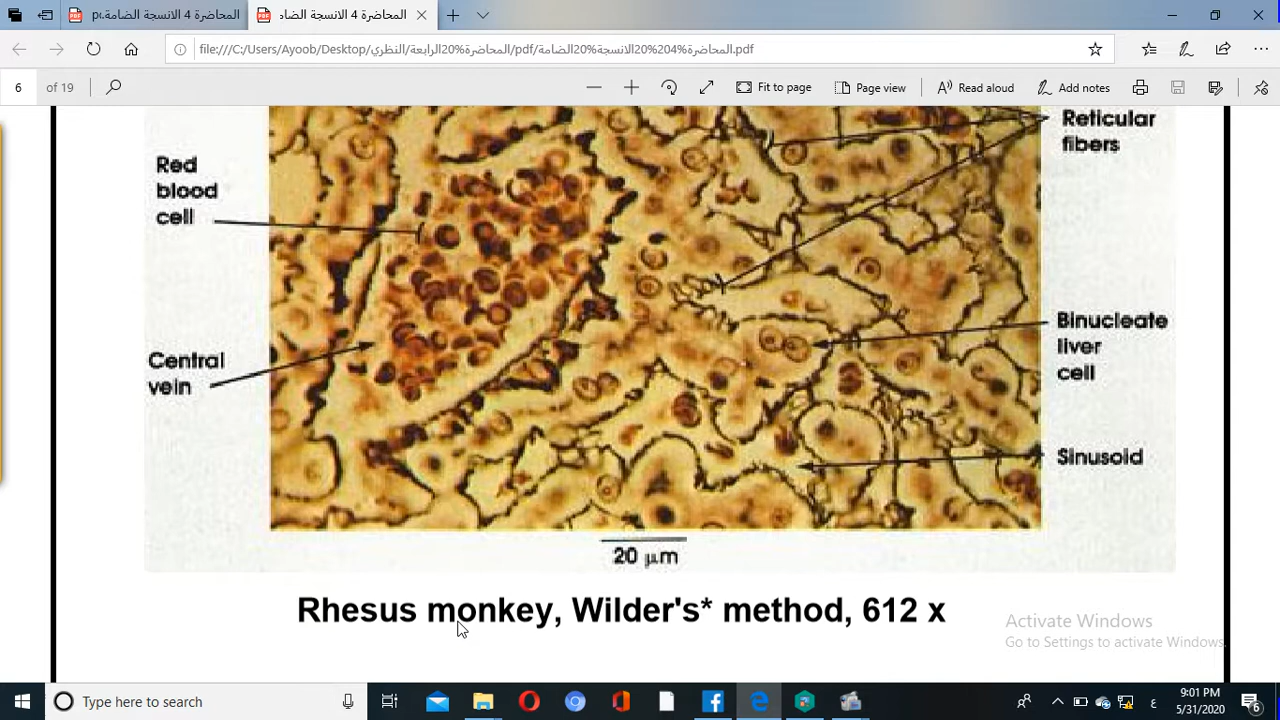 المحاضرة 4 الانسجة الضامة.pd
المحاضرة 4 الانسجة الضام
file:///C:/Users/Ayoob/Desktop/المحاضرة%20الرابعة/النظري/pdf/المحاضرة%204%20الانسجة%20الضامة.pdf
6 of 19
Fit to page
Page view
Read aloud
Add notes
Reticular
fibers
Red
blood
cell
Binucleate
liver
cell
Central
vein
Sinusoid
20 μm
Rhesus monkey, Wilder's* method, 612 x
Activate Windows
Go to Settings to activate Windows.
Type here to search
9:01 PM
5/31/2020
ع
6